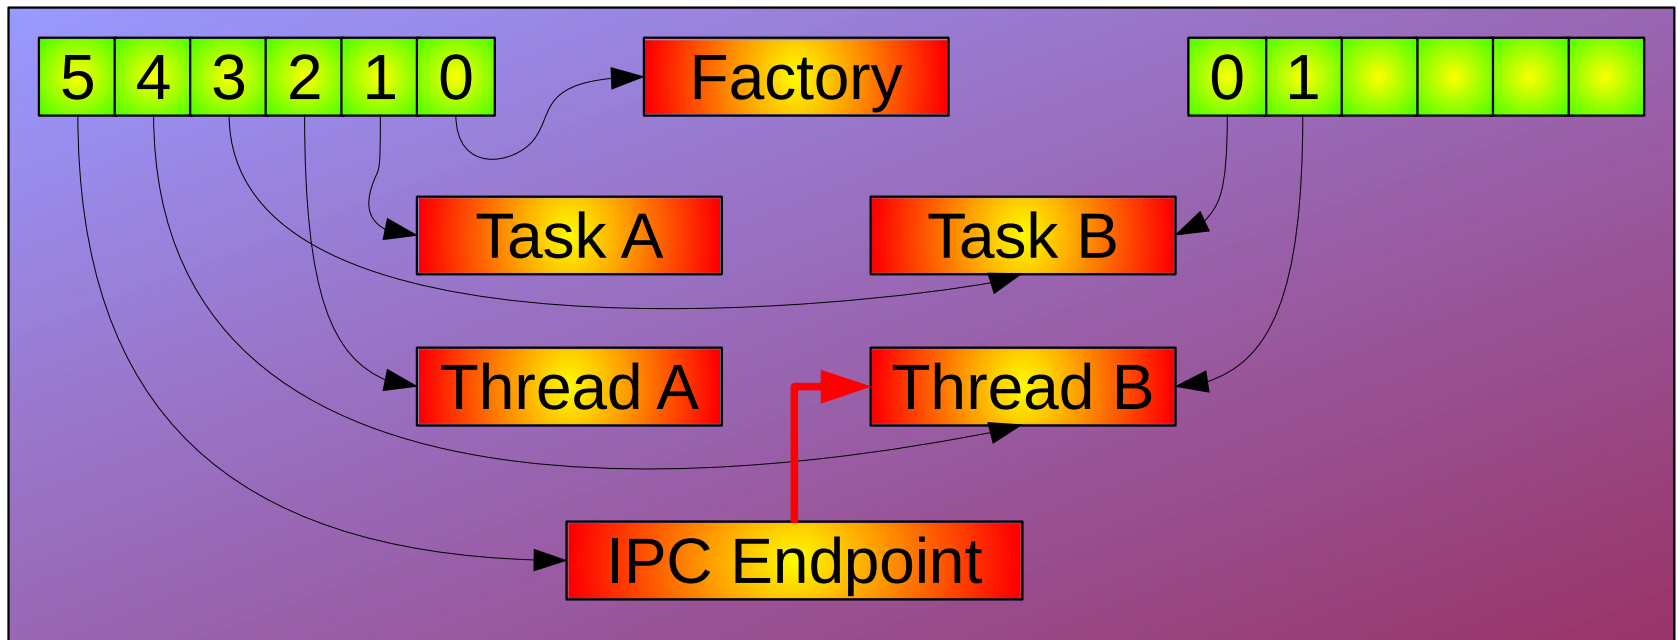 5 4 3 2 1 0
Factory
0 1
Task A
Task B
Thread A
Thread B
IPC Endpoint